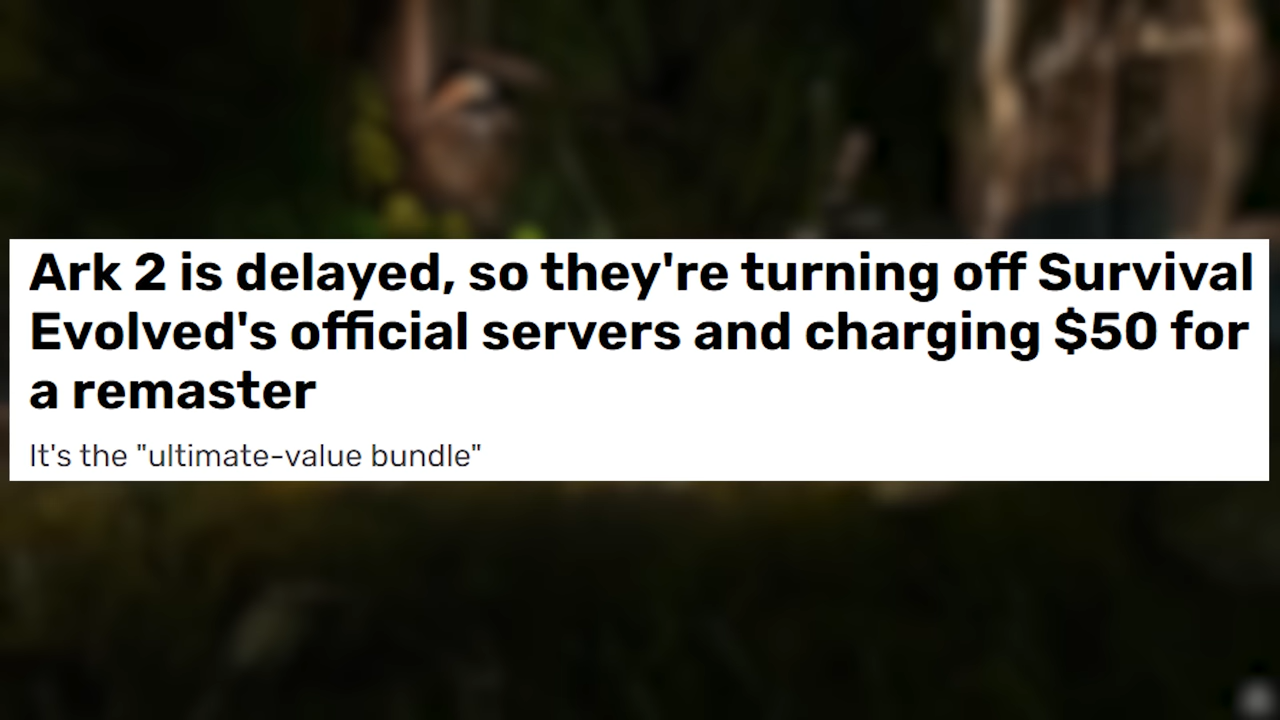 Ark 2 is delayed, so they're turning off Survival
Evolved's official servers and charging $50 for
a remaster
It's the "ultimate-value bundle"